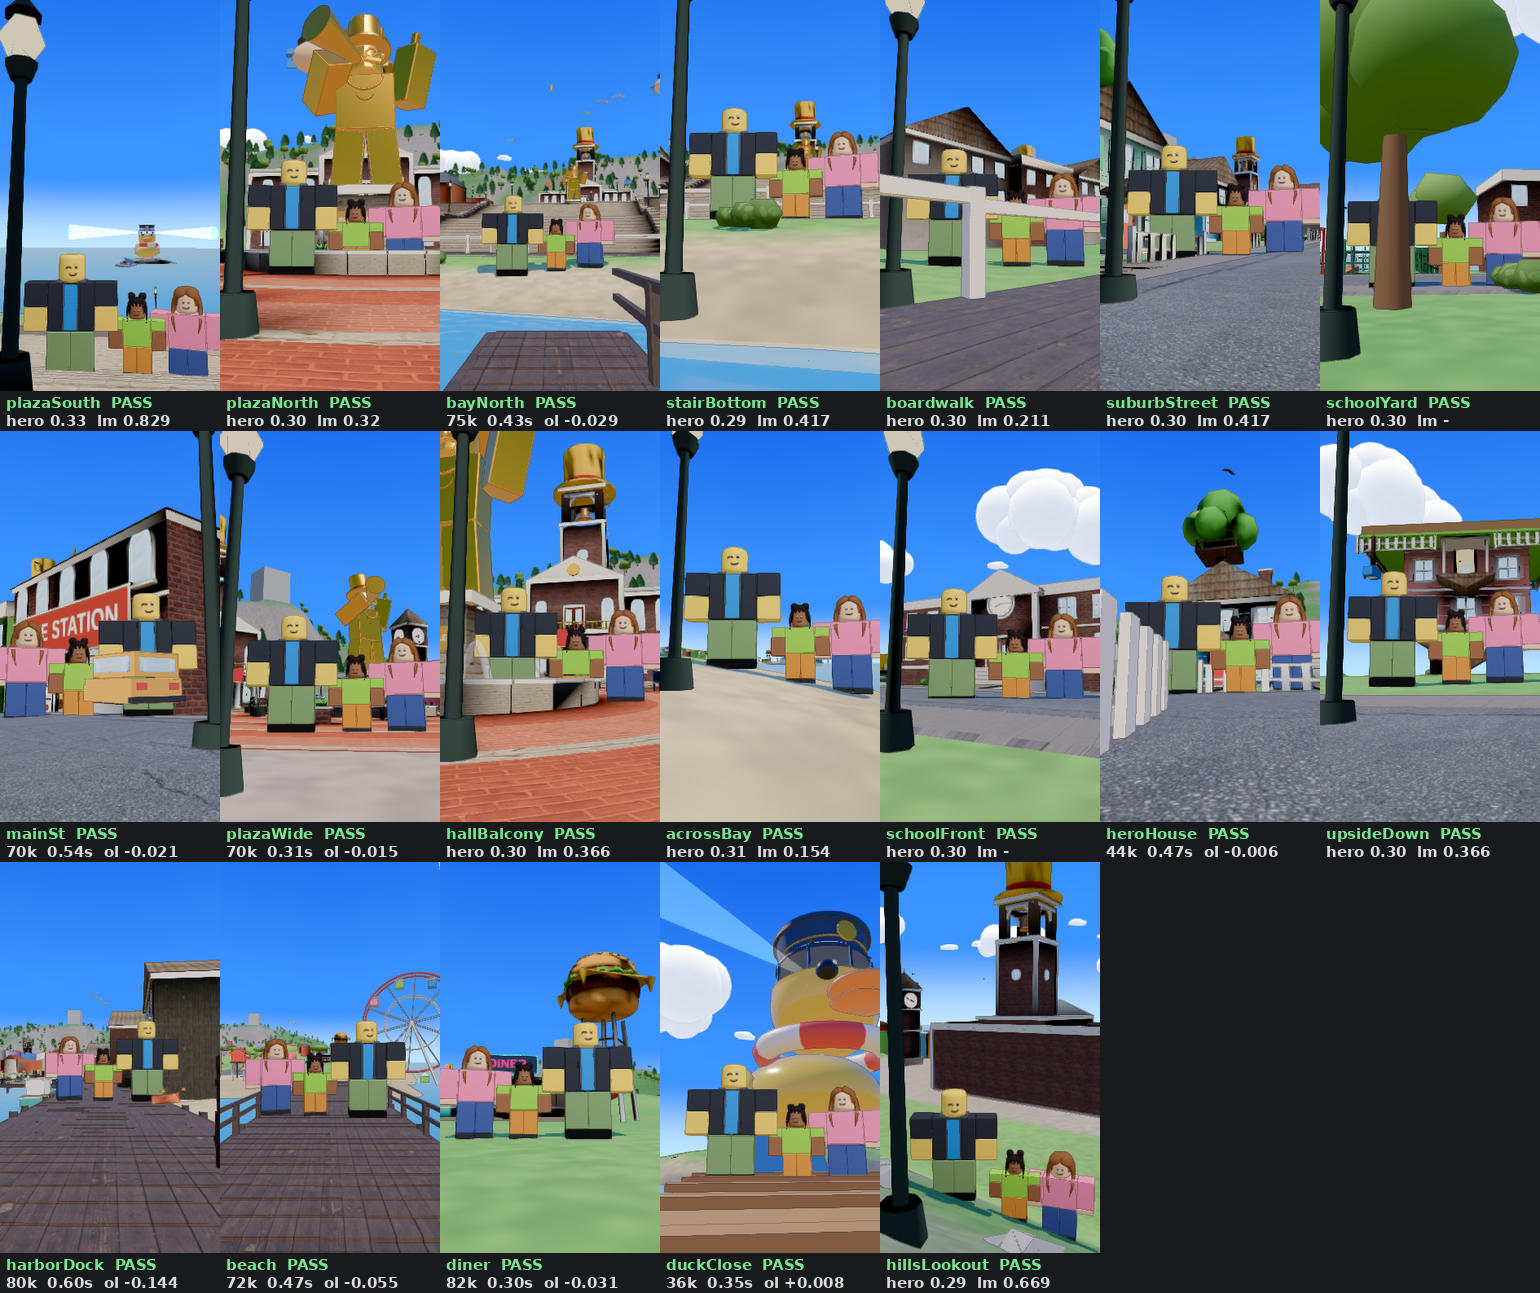 plazaSouth PASS
hero 0.33 lm 0.829
plazaNorth PASS
hero 0.30 lm 0.32
bayNorth PASS
75k 0.43s ol -0.029
stairBottom PASS
hero 0.29 lm 0.417
boardwalk PASS
hero 0.30 lm 0.211
suburbStreet PASS
hero 0.30 lm 0.417
schoolYard PASS
hero 0.30 lm -
E STATION
mainSt PASS
70k 0.54s ol -0.021
plazaWide PASS
70k 0.31s ol -0.015
hallBalcony PASS
hero 0.30 lm 0.366
acrossBay PASS
hero 0.31 lm 0.154
schoolFront PASS
hero 0.30 lm -
heroHouse PASS
44k 0.47s ol -0.006
upsideDown PASS
hero 0.30 lm 0.366
DINER
harborDock PASS
80k 0.60s ol -0.144
beach PASS
72k 0.47s ol -0.055
diner PASS
82k 0.30s ol -0.031
duckClose PASS
36k 0.35s ol +0.008
hillsLookout PASS
hero 0.29 lm 0.669